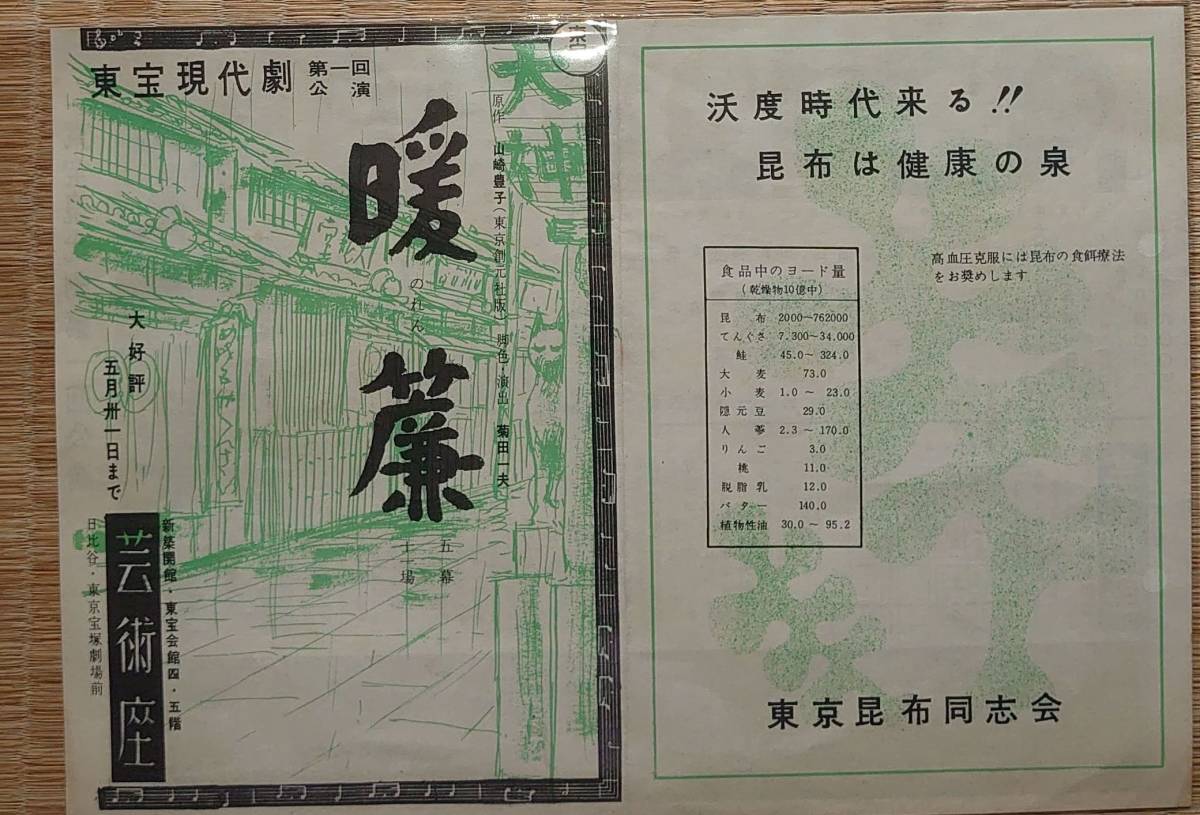 東宝現代劇
第一回
公演
原作 山崎豊子(東京創元社版) 脚色・演出 菊田一夫
暖簾
のれん
五幕
十一場
大好評
五月卅一日まで
新築開館・東宝会館四・五階
芸術座
日比谷・東京宝塚劇場前
天神
沃度時代来る!!
昆布は健康の泉
高血圧克服には昆布の食餌療法
をお奨めします
食品中のヨード量
(乾燥物10億中)
昆布 2000〜762000
てんぐさ 7.300〜34.000
鮭 45.0〜324.0
大麦 73.0
小麦 1.0〜23.0
隠元豆 29.0
人蔘 2.3〜170.0
りんご 3.0
桃 11.0
脱脂乳 12.0
バター 140.0
植物性油 30.0〜95.2
東京昆布同志会